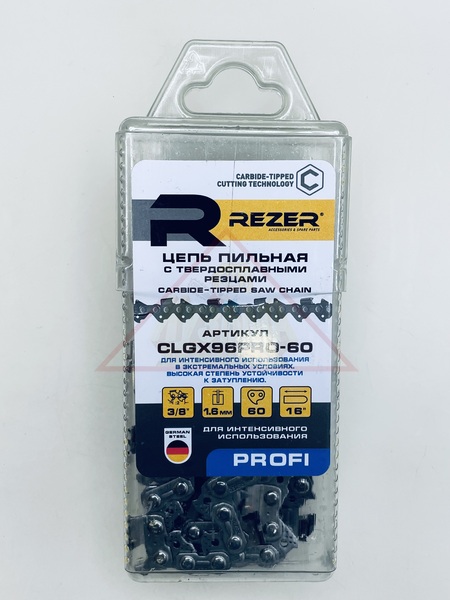 CARBIDE-TIPPED
CUTTING TECHNOLOGY
C
R REZER®
ACCESSORIES & SPARE PARTS
ЦЕПЬ ПИЛЬНАЯ
С ТВЕРДОСПЛАВНЫМИ
РЕЗЦАМИ
CARBIDE-TIPPED SAW CHAIN
АРТИКУЛ
CLGX96PRO-60
ДЛЯ ИНТЕНСИВНОГО ИСПОЛЬЗОВАНИЯ
В ЭКСТРЕМАЛЬНЫХ УСЛОВИЯХ.
ВЫСОКАЯ СТЕПЕНЬ УСТОЙЧИВОСТИ
К ЗАТУПЛЕНИЮ.
3/8" 1.6 мм 60 16"
GERMAN
STEEL
ДЛЯ ИНТЕНСИВНОГО
ИСПОЛЬЗОВАНИЯ
PROFI